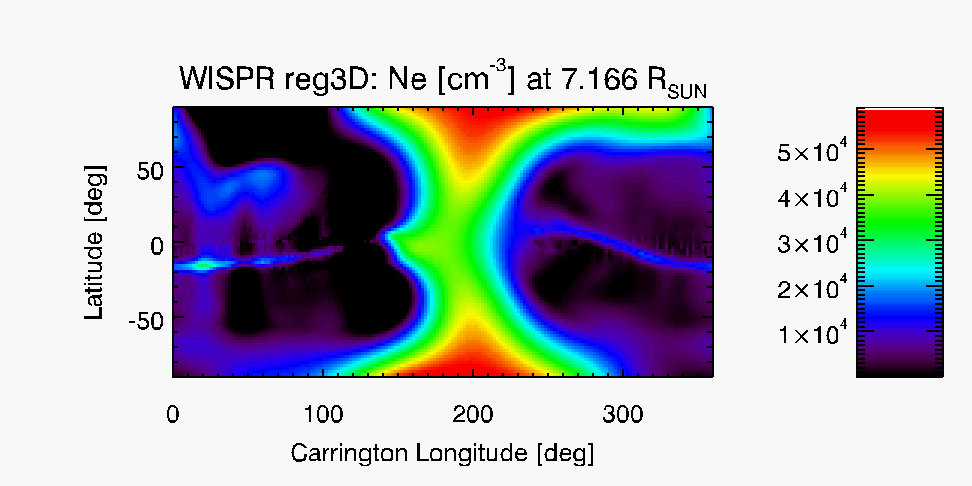 WISPR reg3D: Ne [cm⁻³] at 7.166 R_SUN
50
0
-50
Latitude [deg]
0 100 200 300
Carrington Longitude [deg]
5×10⁴
4×10⁴
3×10⁴
2×10⁴
1×10⁴